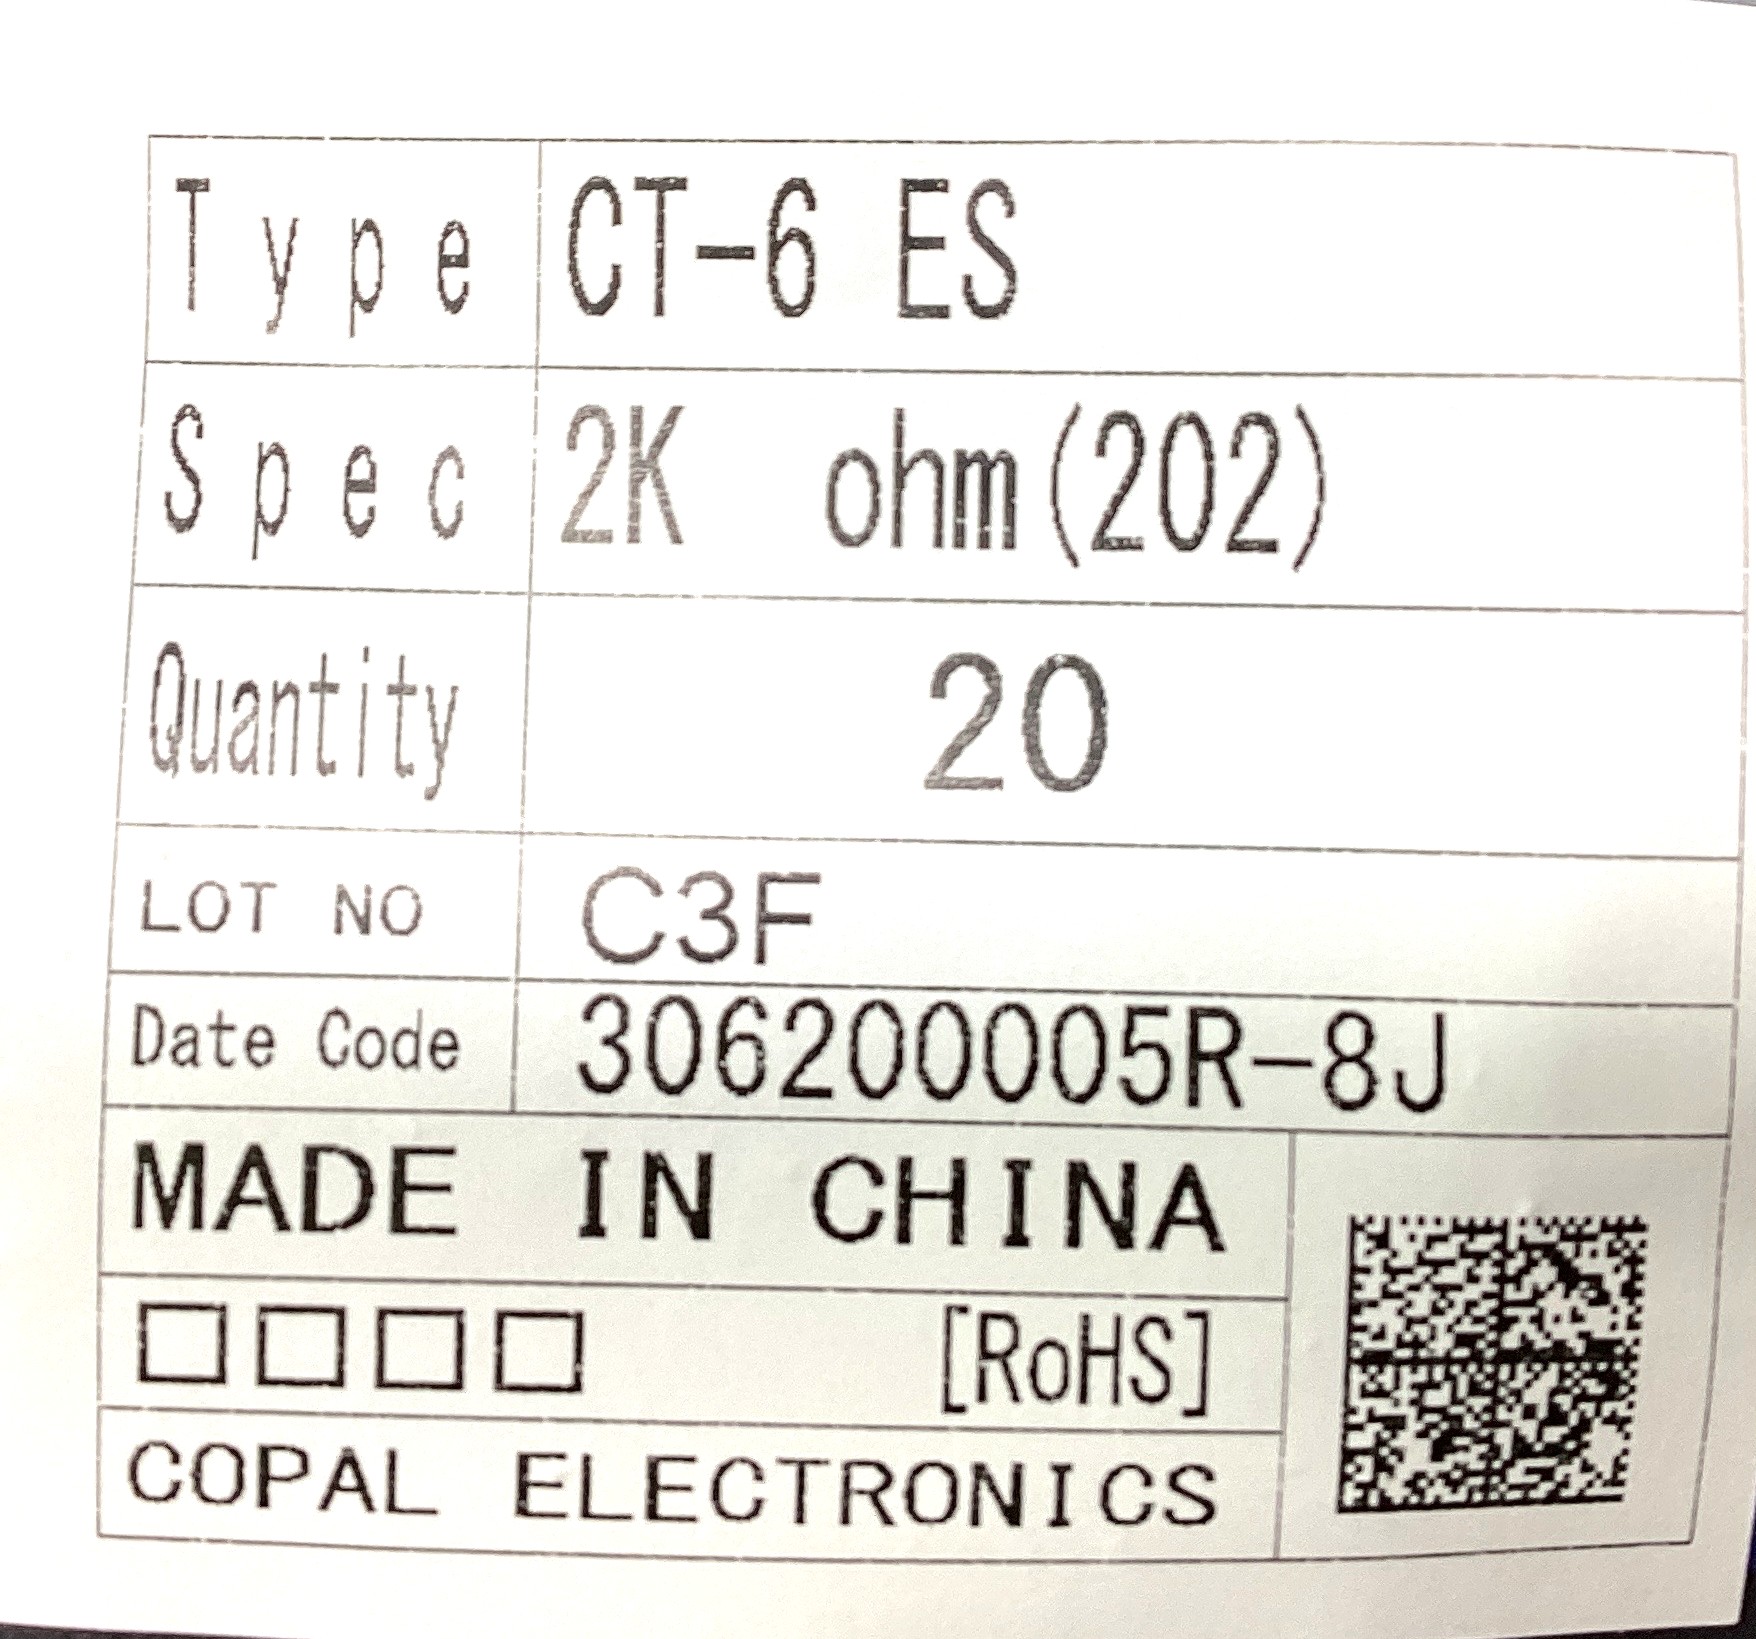 Type CT-6 ES
Spec 2K ohm(202)
Quantity 20
LOT NO C3F
Date Code 306200005R-8J
MADE IN CHINA
□□□□ [RoHS]
COPAL ELECTRONICS